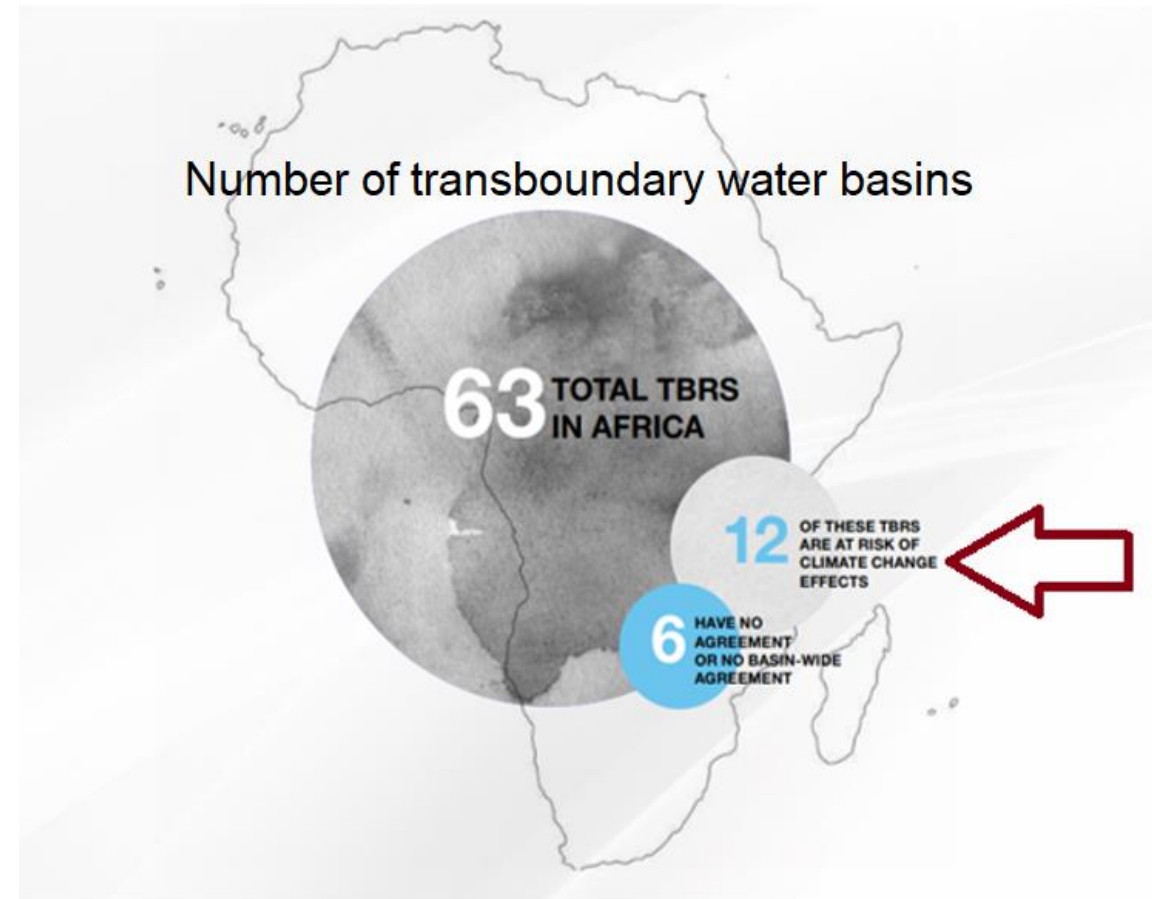 Number of transboundary water basins
63 TOTAL TBRS
IN AFRICA
12 OF THESE TBRS
ARE AT RISK OF
CLIMATE CHANGE
EFFECTS
6 HAVE NO
AGREEMENT
OR NO BASIN-WIDE
AGREEMENT